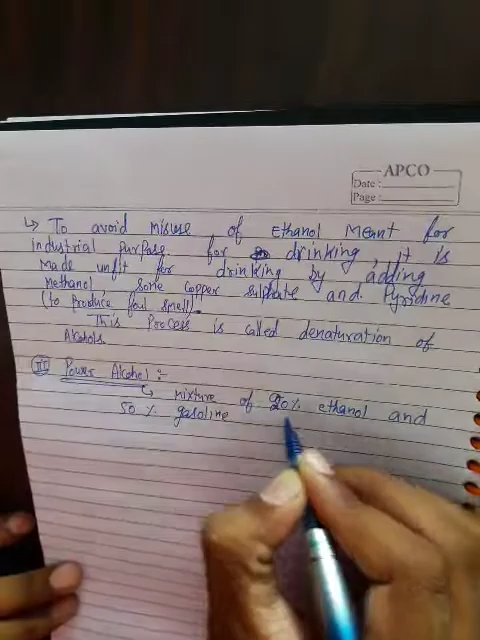 APCO
Date :
Page :
↳ To avoid misuse of Ethanol Meant for
industrial Purpose for drinking, it is
made unfit for drinking by adding
Methanol, some copper sulphate and Pyridine
(to produce foul smell).
This Process is called denaturation of
Alcohols.
III Power Alcohol :-
↳ mixture of 20% ethanol and
50 % gasoline